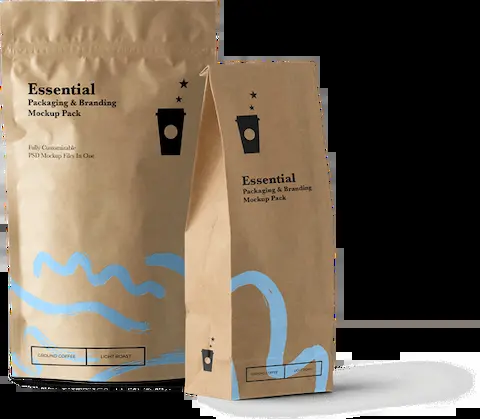 Essential
Packaging & Branding
Mockup Pack
Fully Customizable
PSD Mockup Files In One
GROUND COFFEE
LIGHT ROAST
Essential
Packaging & Branding
Mockup Pack